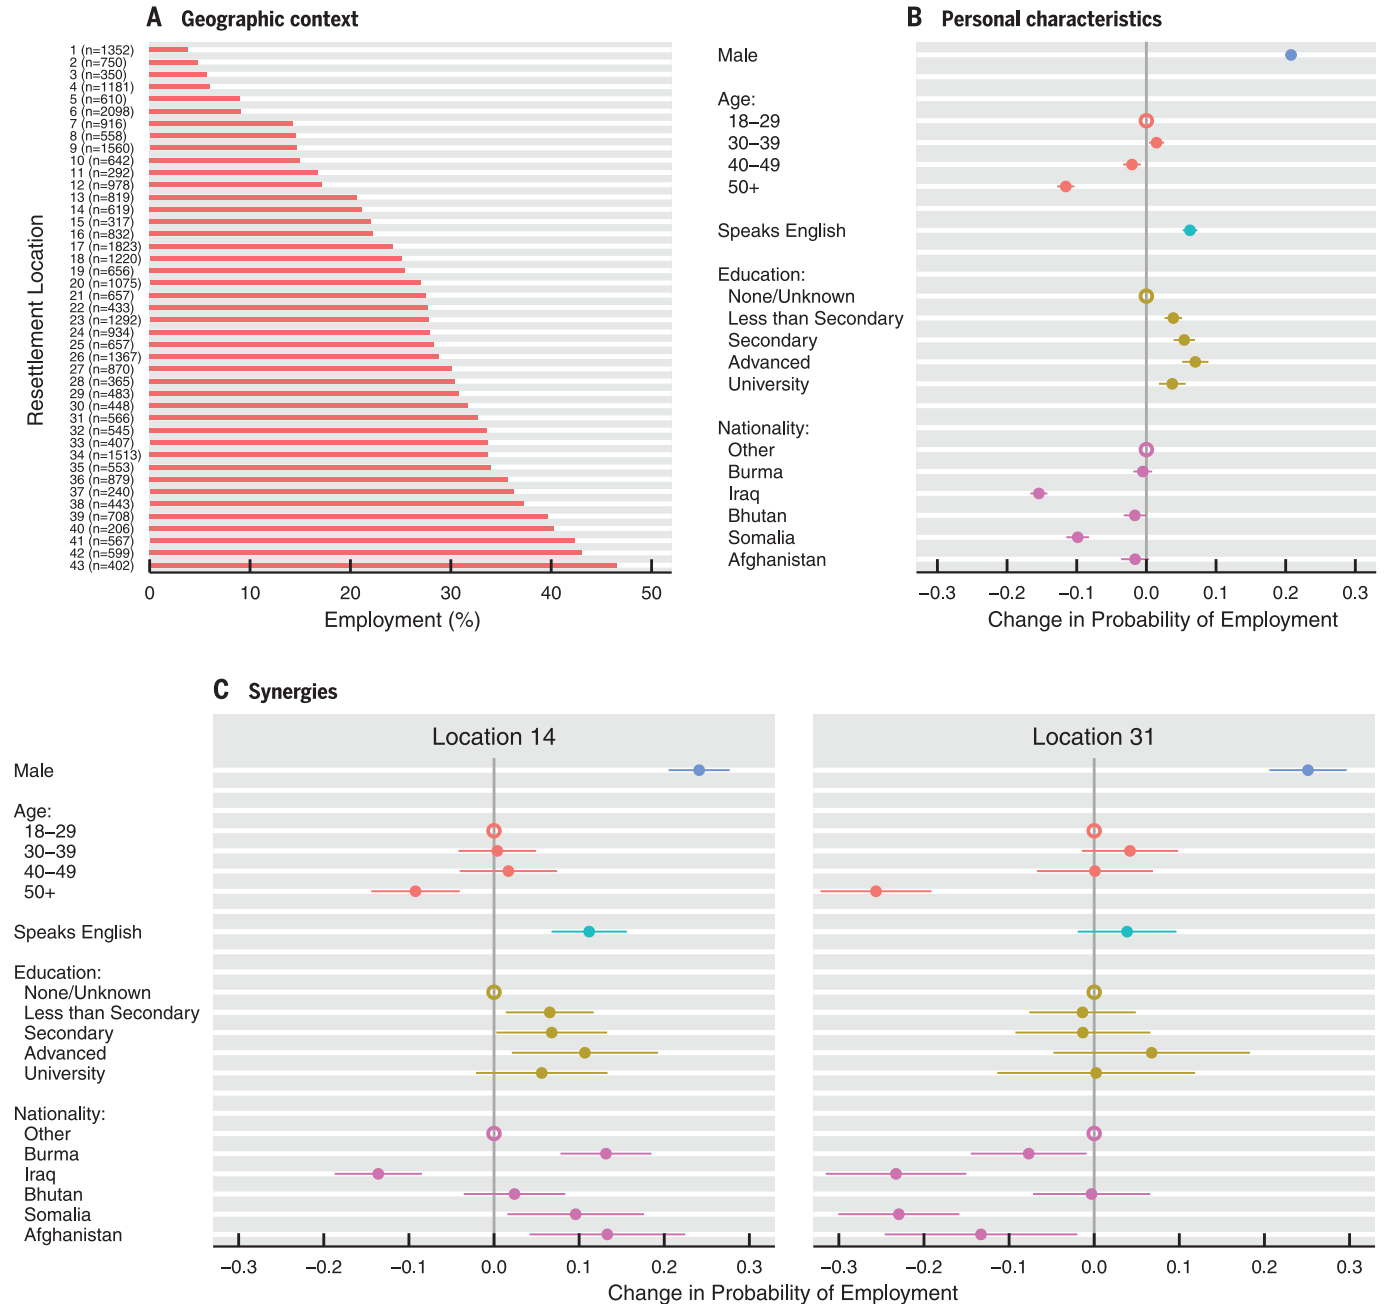 A Geographic context
Resettlement Location
1 (n=1352)
2 (n=750)
3 (n=350)
4 (n=1181)
5 (n=610)
6 (n=2098)
7 (n=916)
8 (n=558)
9 (n=1560)
10 (n=642)
11 (n=292)
12 (n=978)
13 (n=819)
14 (n=619)
15 (n=317)
16 (n=832)
17 (n=1823)
18 (n=1220)
19 (n=656)
20 (n=1075)
21 (n=657)
22 (n=433)
23 (n=1292)
24 (n=934)
25 (n=657)
26 (n=1367)
27 (n=870)
28 (n=365)
29 (n=483)
30 (n=448)
31 (n=566)
32 (n=545)
33 (n=407)
34 (n=1513)
35 (n=553)
36 (n=879)
37 (n=240)
38 (n=443)
39 (n=708)
40 (n=206)
41 (n=567)
42 (n=599)
43 (n=402)
0 10 20 30 40 50
Employment (%)
B Personal characteristics
Male
Age:
18–29
30–39
40–49
50+
Speaks English
Education:
None/Unknown
Less than Secondary
Secondary
Advanced
University
Nationality:
Other
Burma
Iraq
Bhutan
Somalia
Afghanistan
−0.3 −0.2 −0.1 0.0 0.1 0.2 0.3
Change in Probability of Employment
C Synergies
Location 14 Location 31
Male
Age:
18–29
30–39
40–49
50+
Speaks English
Education:
None/Unknown
Less than Secondary
Secondary
Advanced
University
Nationality:
Other
Burma
Iraq
Bhutan
Somalia
Afghanistan
−0.3 −0.2 −0.1 0.0 0.1 0.2 0.3 −0.3 −0.2 −0.1 0.0 0.1 0.2 0.3
Change in Probability of Employment